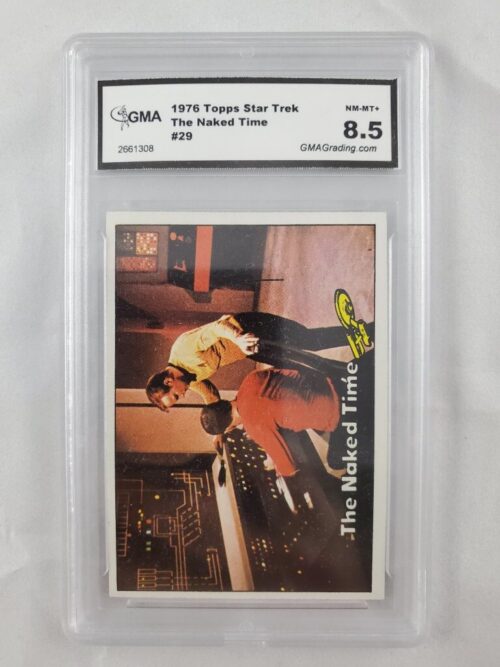 GMA
2661308
1976 Topps Star Trek
The Naked Time
#29
NM-MT+
8.5
GMAGrading.com
The Naked Time